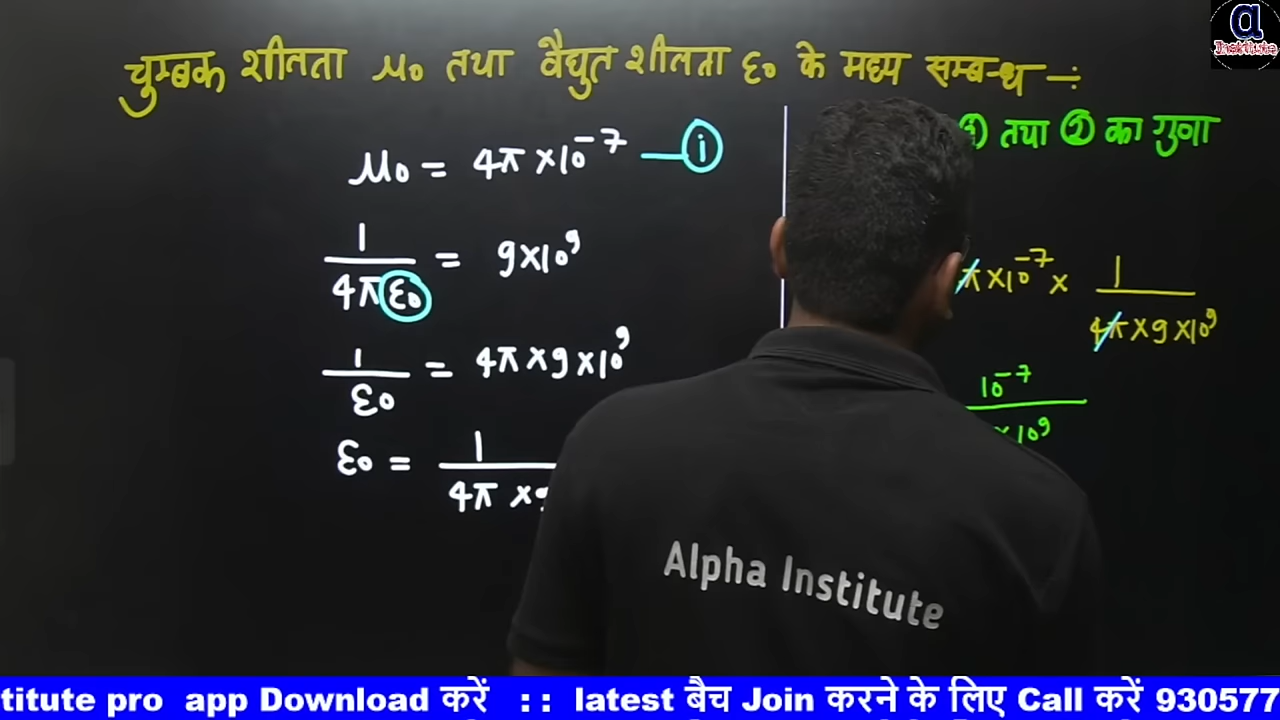 चुम्बक शीलता μ₀ तथा वैद्युत शीलता ε₀ के मध्य सम्बन्ध –:
μ₀ = 4π × 10⁻⁷ — (i)
1/4πε₀ = 9×10⁹
1/ε₀ = 4π × 9 × 10⁹
ε₀ = 1/4π ×
① तथा ② का गुणा
π × 10⁻⁷ × 1/4π × 9 × 10⁹
10⁻⁷/× 10⁹
Alpha Institute
a
Institute
titute pro app Download करें :: latest बैच Join करने के लिए Call करें 930577